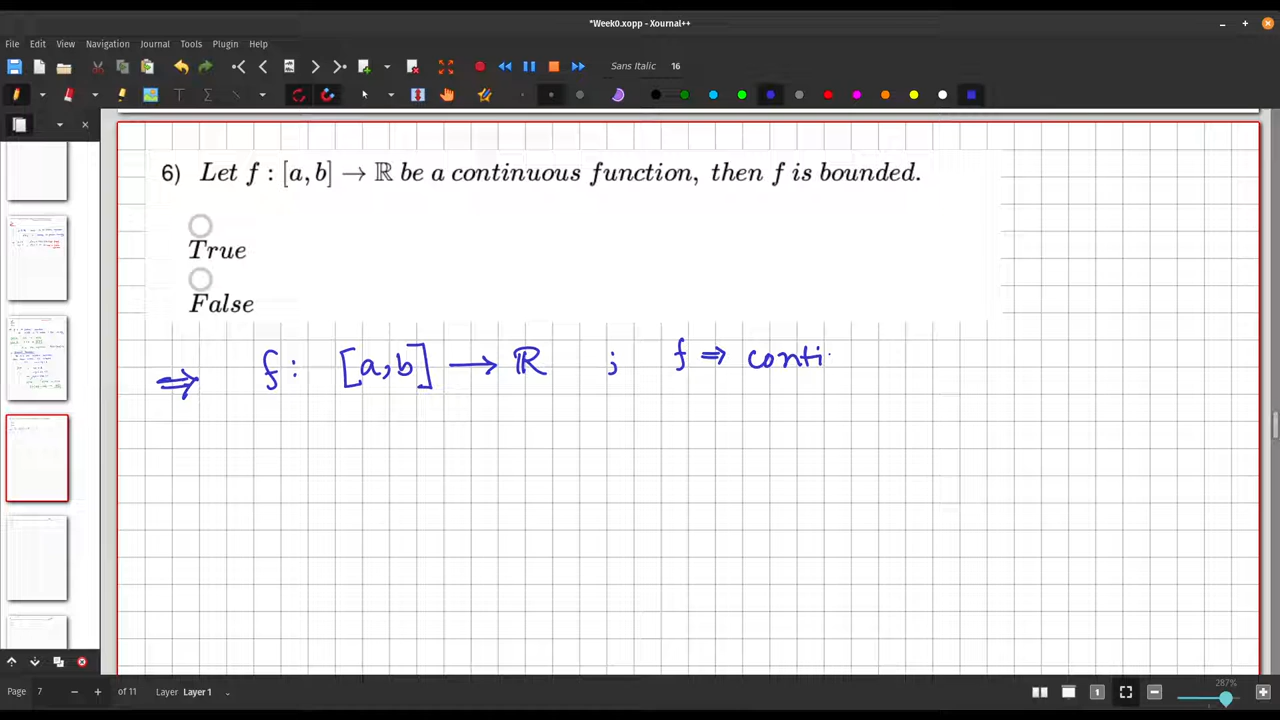 *Week0.xopp - Xournal++
File Edit View Navigation Journal Tools Plugin Help
Sans Italic 16
6) Let f : [a, b] → ℝ be a continuous function, then f is bounded.
True
False
⇒ f : [a, b] ⟶ ℝ ; f ⇒ conti
Page 7 of 11 Layer Layer 1 287%